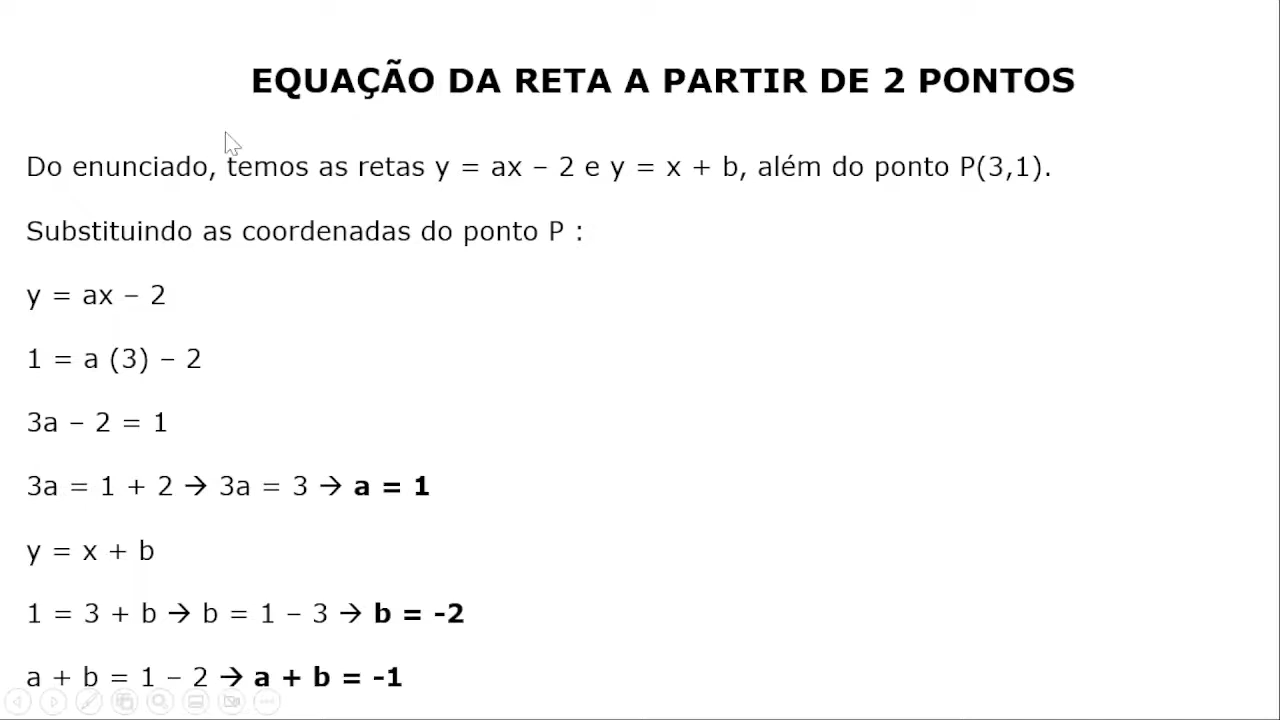 EQUAÇÃO DA RETA A PARTIR DE 2 PONTOS
Do enunciado, temos as retas y = ax – 2 e y = x + b, além do ponto P(3,1).
Substituindo as coordenadas do ponto P :
y = ax – 2
1 = a (3) – 2
3a – 2 = 1
3a = 1 + 2 → 3a = 3 → a = 1
y = x + b
1 = 3 + b → b = 1 – 3 → b = -2
a + b = 1 – 2 → a + b = -1